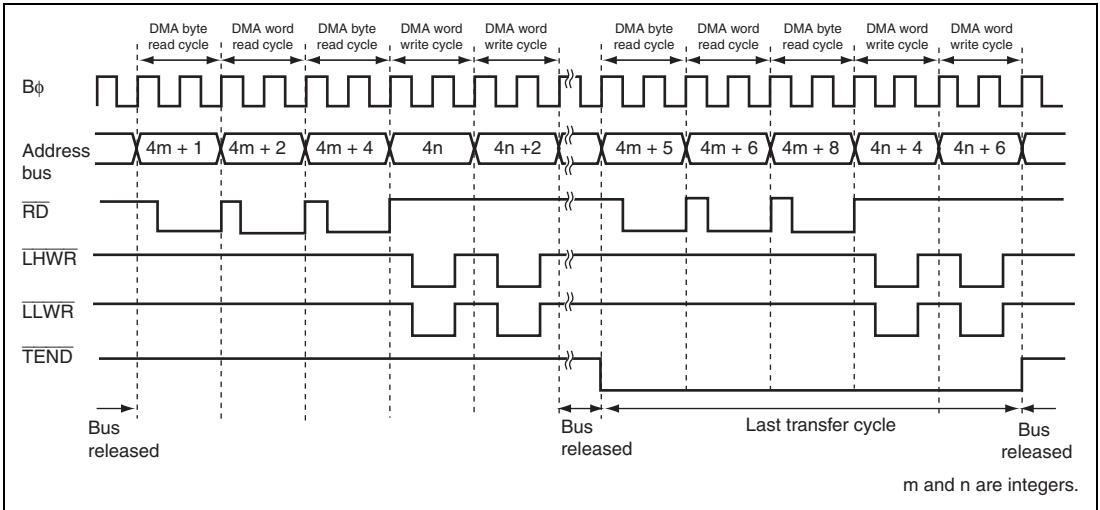 DMA byte read cycle
DMA word read cycle
DMA byte read cycle
DMA word write cycle
DMA word write cycle
DMA byte read cycle
DMA word read cycle
DMA byte read cycle
DMA word write cycle
DMA word write cycle
Bϕ
Address bus
4m + 1
4m + 2
4m + 4
4n
4n +2
4m + 5
4m + 6
4m + 8
4n + 4
4n + 6
RD
LHWR
LLWR
TEND
Bus released
Bus released
Last transfer cycle
Bus released
m and n are integers.